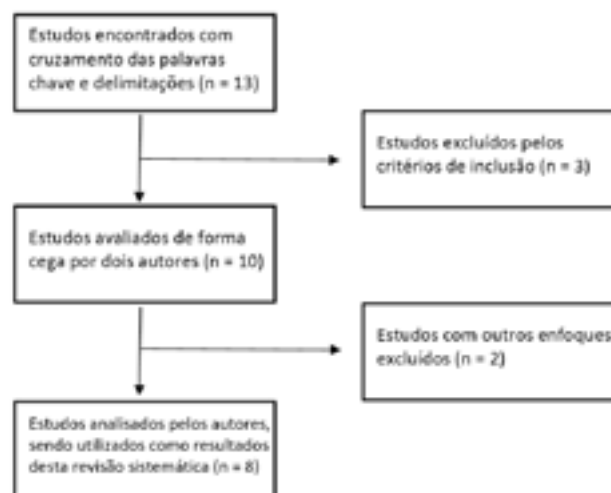 Estudos encontrados com
cruzamento das palavras
chave e delimitações (n = 13)
Estudos excluídos pelos
critérios de inclusão (n = 3)
Estudos avaliados de forma
cega por dois autores (n = 10)
Estudos com outros enfoques
excluídos (n = 2)
Estudos analisados pelos autores,
sendo utilizados como resultados
desta revisão sistemática (n = 8)